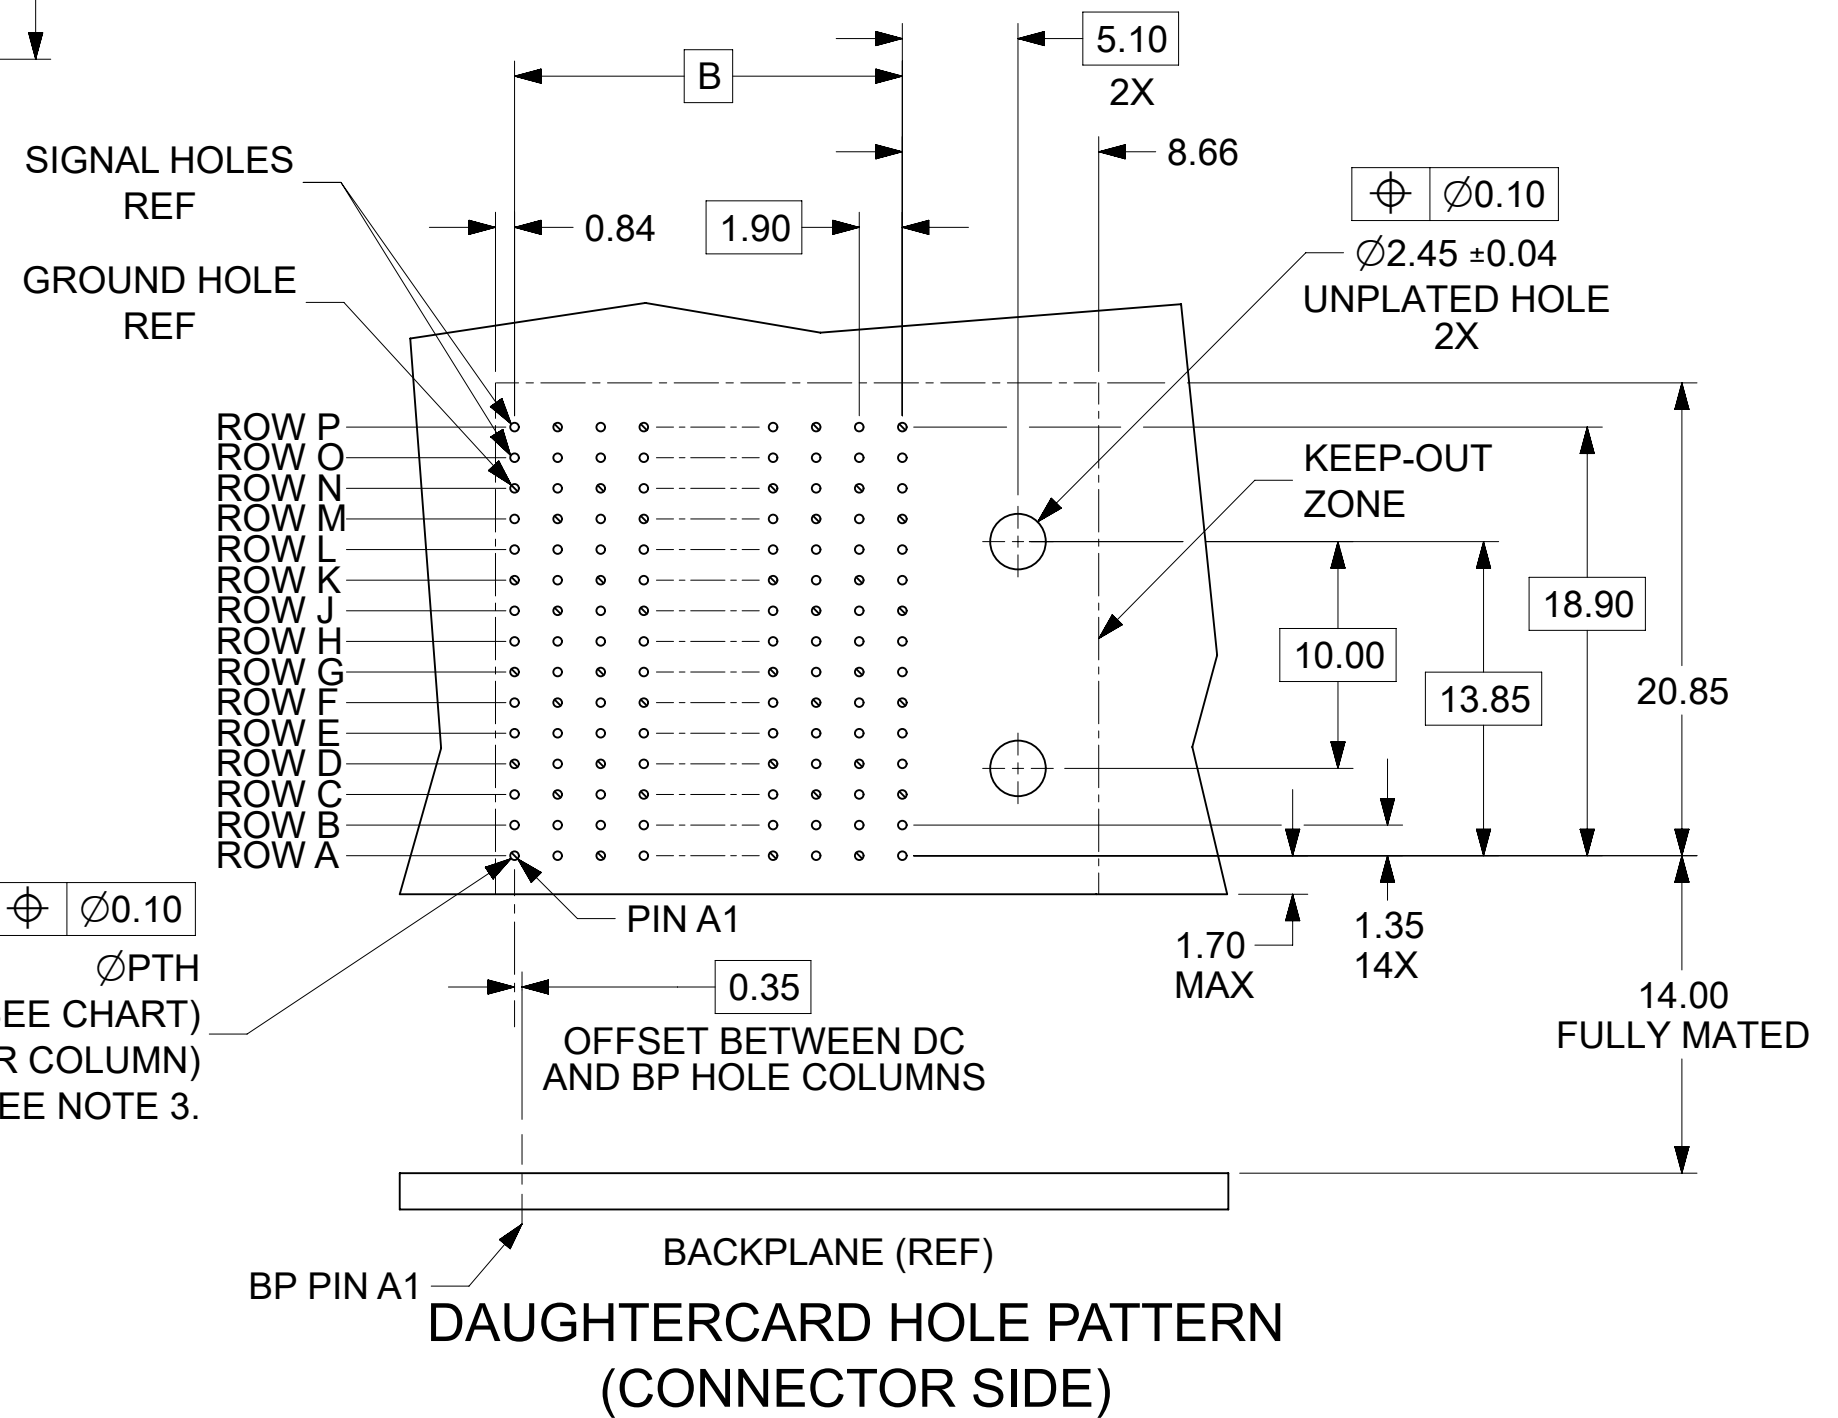 5.10
2X
B
8.66
SIGNAL HOLES
REF
0.84
1.90
⌖ ∅0.10
∅2.45 ±0.04
UNPLATED HOLE
2X
GROUND HOLE
REF
ROW P
ROW O
ROW N
ROW M
ROW L
ROW K
ROW J
ROW H
ROW G
ROW F
ROW E
ROW D
ROW C
ROW B
ROW A
KEEP-OUT
ZONE
18.90
10.00
13.85
20.85
⌖ ∅0.10
∅PTH
EE CHART)
R COLUMN)
EE NOTE 3.
PIN A1
1.70
MAX
1.35
14X
0.35
OFFSET BETWEEN DC
AND BP HOLE COLUMNS
14.00
FULLY MATED
BACKPLANE (REF)
BP PIN A1
DAUGHTERCARD HOLE PATTERN
(CONNECTOR SIDE)